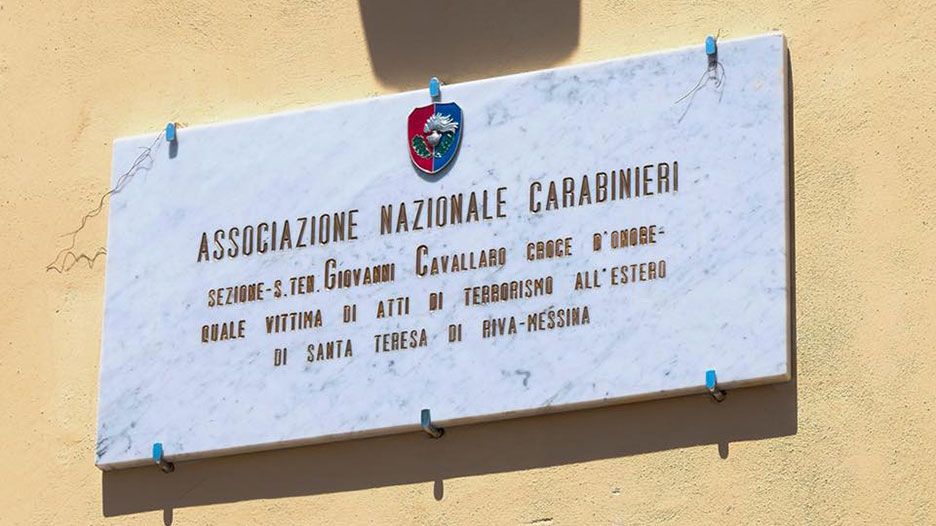 ASSOCIAZIONE NAZIONALE CARABINIERI
SEZIONE-S.TEN. GIOVANNI CAVALLARO CROCE D'ONORE-
QUALE VITTIMA DI ATTI DI TERRORISMO ALL'ESTERO
DI SANTA TERESA DI RIVA-MESSINA